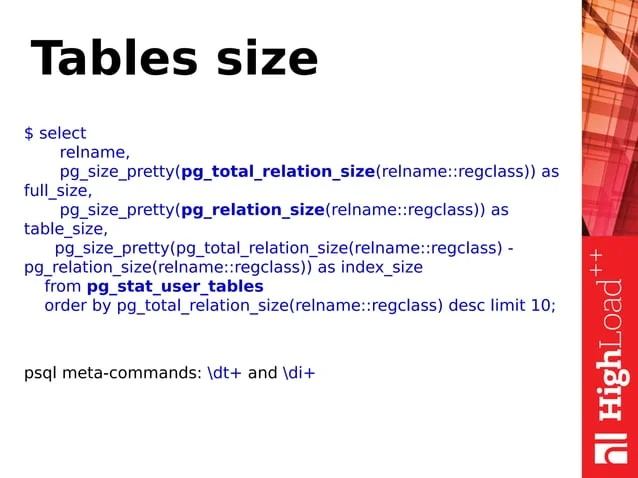 Tables size
$ select
relname,
pg_size_pretty(pg_total_relation_size(relname::regclass)) as
full_size,
pg_size_pretty(pg_relation_size(relname::regclass)) as
table_size,
pg_size_pretty(pg_total_relation_size(relname::regclass) -
pg_relation_size(relname::regclass)) as index_size
from pg_stat_user_tables
order by pg_total_relation_size(relname::regclass) desc limit 10;
psql meta-commands: \dt+ and \di+
HighLoad++